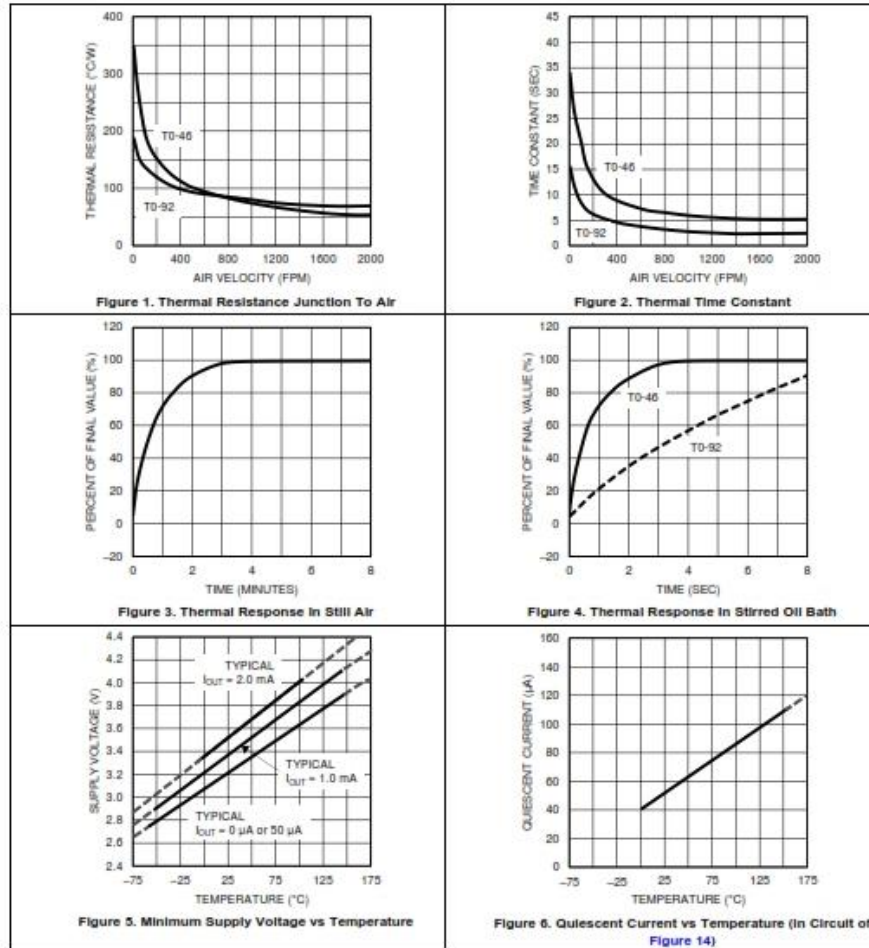 400
300
200
100
0
THERMAL RESISTANCE (°C/W)
T0-46
T0-92
0 400 800 1200 1600 2000
AIR VELOCITY (FPM)
Figure 1. Thermal Resistance Junction To Air
45
40
35
30
25
20
15
10
5
0
TIME CONSTANT (SEC)
T0-46
T0-92
0 400 800 1200 1600 2000
AIR VELOCITY (FPM)
Figure 2. Thermal Time Constant
120
100
80
60
40
20
0
–20
PERCENT OF FINAL VALUE (%)
0 2 4 6 8
TIME (MINUTES)
Figure 3. Thermal Response In Still Air
120
100
80
60
40
20
0
–20
PERCENT OF FINAL VALUE (%)
T0-46
T0-92
0 2 4 6 8
TIME (SEC)
Figure 4. Thermal Response In Stirred Oil Bath
4.4
4.2
4.0
3.8
3.6
3.4
3.2
3.0
2.8
2.6
2.4
SUPPLY VOLTAGE (V)
TYPICAL
IOUT = 2.0 mA
TYPICAL
IOUT = 1.0 mA
TYPICAL
IOUT = 0 µA or 50 µA
–75 –25 25 75 125 175
TEMPERATURE (°C)
Figure 5. Minimum Supply Voltage vs Temperature
160
140
120
100
80
60
40
20
0
QUIESCENT CURRENT (µA)
–75 –25 25 75 125 175
TEMPERATURE (°C)
Figure 6. Quiescent Current vs Temperature (In Circuit of
Figure 14)